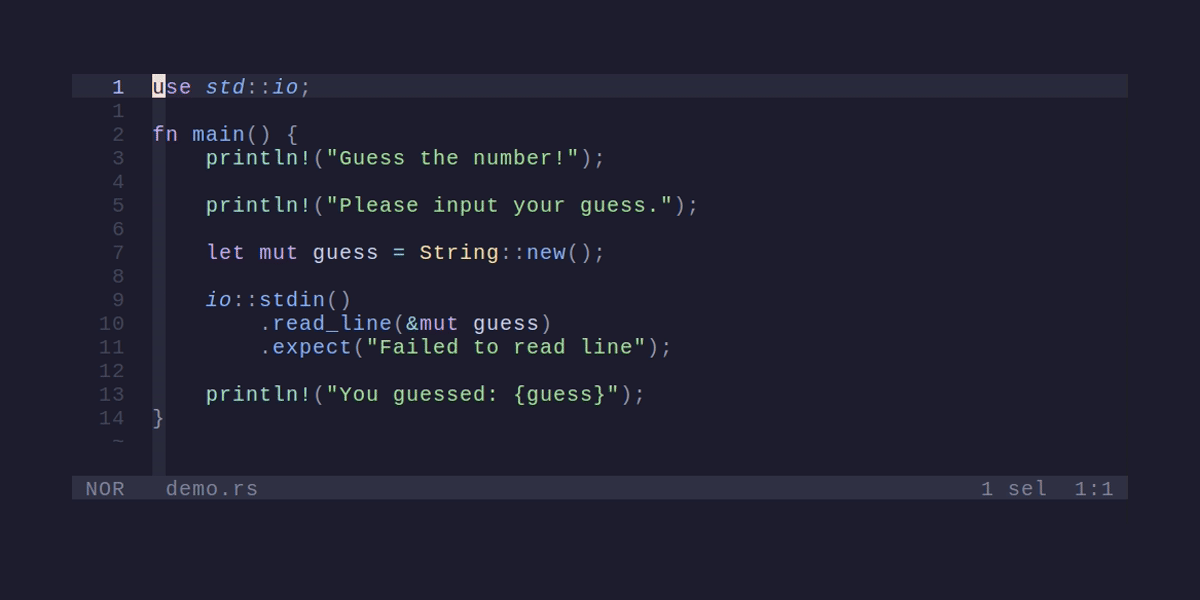 1 use std::io;
1
2 fn main() {
3     println!("Guess the number!");
4
5     println!("Please input your guess.");
6
7     let mut guess = String::new();
8
9     io::stdin()
10         .read_line(&mut guess)
11         .expect("Failed to read line");
12
13     println!("You guessed: {guess}");
14 }
~
NOR demo.rs 1 sel 1:1